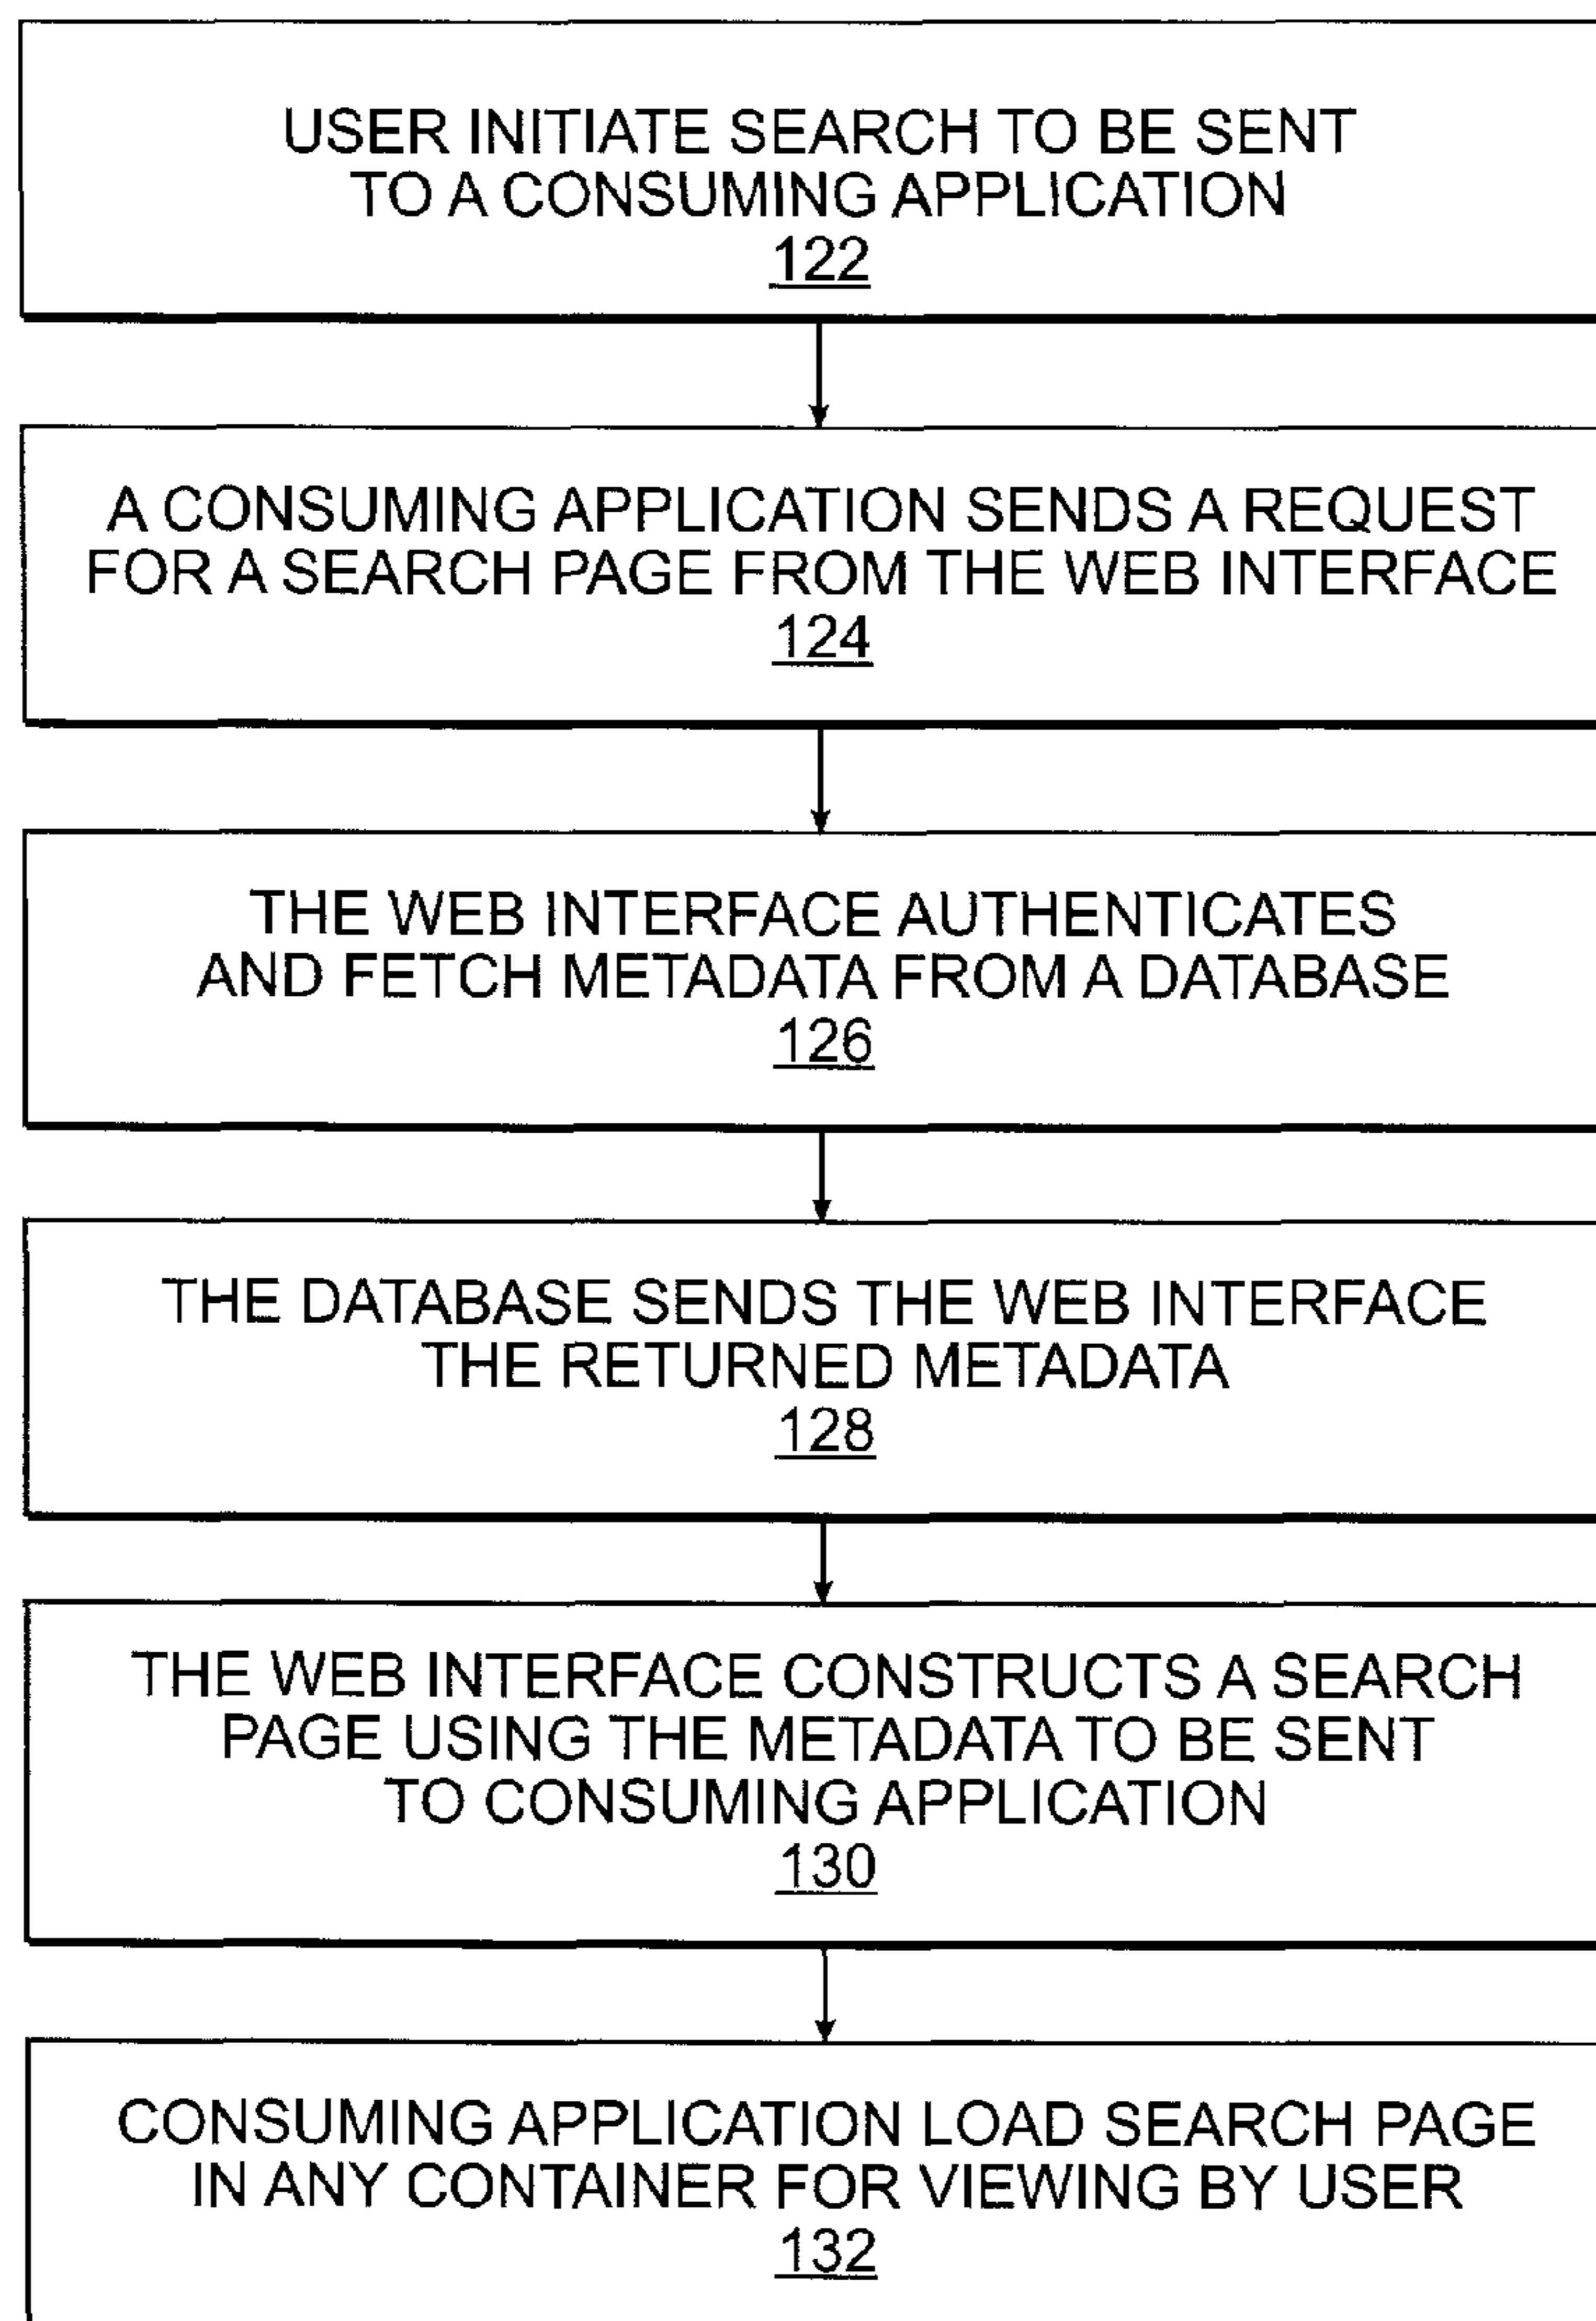 USER INITIATE SEARCH TO BE SENT
TO A CONSUMING APPLICATION
122
A CONSUMING APPLICATION SENDS A REQUEST
FOR A SEARCH PAGE FROM THE WEB INTERFACE
124
THE WEB INTERFACE AUTHENTICATES
AND FETCH METADATA FROM A DATABASE
126
THE DATABASE SENDS THE WEB INTERFACE
THE RETURNED METADATA
128
THE WEB INTERFACE CONSTRUCTS A SEARCH
PAGE USING THE METADATA TO BE SENT
TO CONSUMING APPLICATION
130
CONSUMING APPLICATION LOAD SEARCH PAGE
IN ANY CONTAINER FOR VIEWING BY USER
132